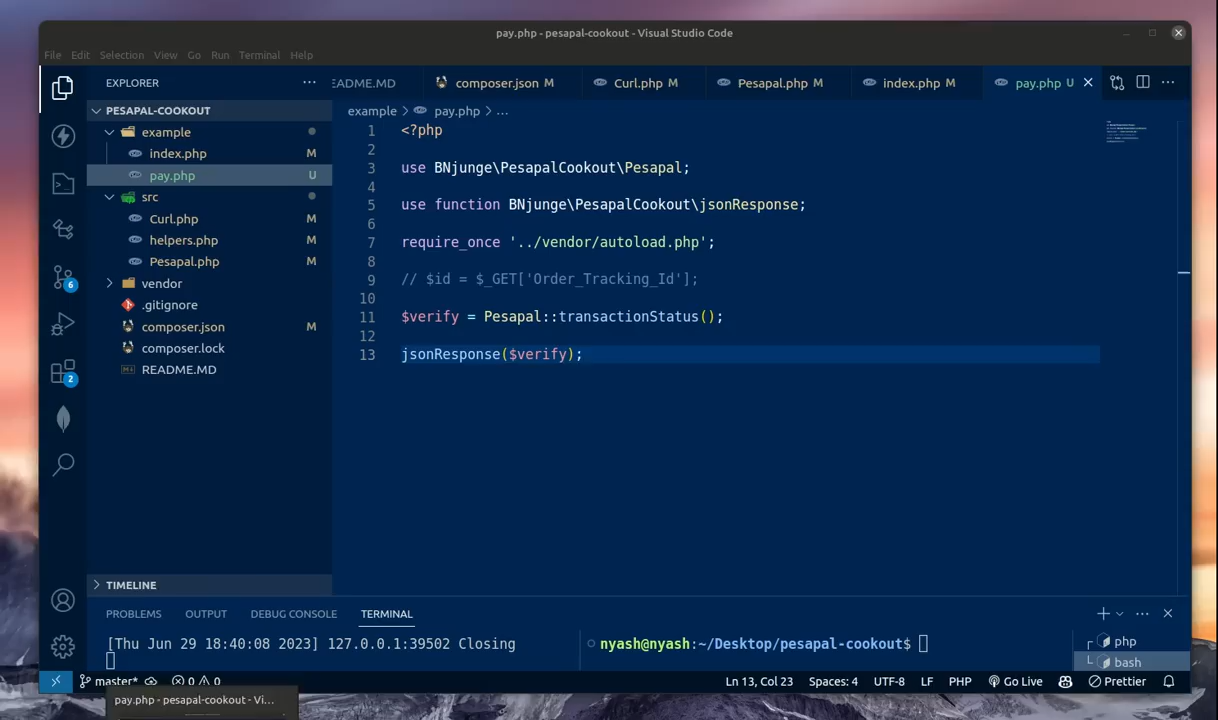 pay.php - pesapal-cookout - Visual Studio Code
File Edit Selection View Go Run Terminal Help
EXPLORER
EADME.MD
composer.json M
Curl.php M
Pesapal.php M
index.php M
pay.php U
PESAPAL-COOKOUT
example
index.php M
pay.php U
src
Curl.php M
helpers.php M
Pesapal.php M
vendor
.gitignore
composer.json M
composer.lock
README.MD
TIMELINE
6
2
example > pay.php > ...
1 <?php
2
3 use BNjunge\PesapalCookout\Pesapal;
4
5 use function BNjunge\PesapalCookout\jsonResponse;
6
7 require_once '../vendor/autoload.php';
8
9 // $id = $_GET['Order_Tracking_Id'];
10
11 $verify = Pesapal::transactionStatus();
12
13 jsonResponse($verify);
PROBLEMS OUTPUT DEBUG CONSOLE TERMINAL
[Thu Jun 29 18:40:08 2023] 127.0.0.1:39502 Closing
nyash@nyash:~/Desktop/pesapal-cookout$
php
bash
master* 0 0 Ln 13, Col 23 Spaces: 4 UTF-8 LF PHP Go Live Prettier
pay.php - pesapal-cookout - Vi...